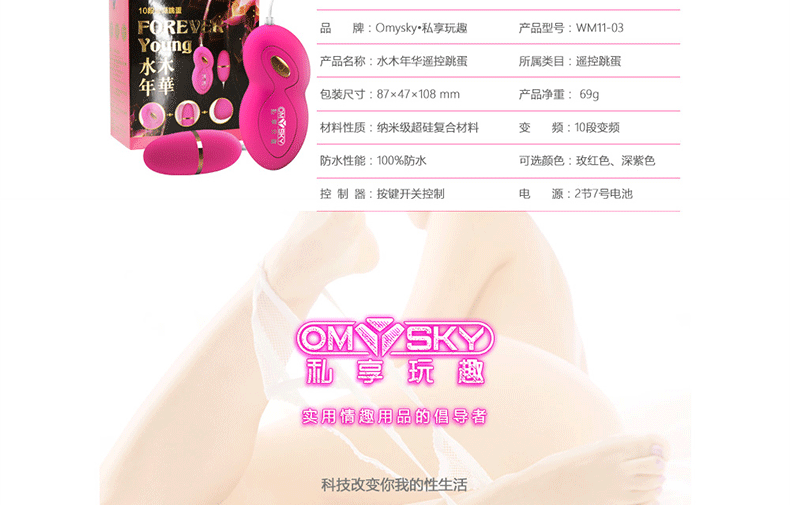 10段变频跳蛋
FOREVER
Young
水木
年華
OMYSKY
品 牌：Omysky•私享玩趣 产品型号：WM11-03
产品名称：水木年华遥控跳蛋 所属类目：遥控跳蛋
包装尺寸：87×47×108 mm 产品净重： 69g
材料性质：纳米级超硅复合材料 变 频：10段变频
防水性能：100%防水 可选颜色：玫红色、深紫色
控 制 器：按键开关控制 电 源：2节7号电池
OMYSKY
私享玩趣
实用情趣用品的倡导者
科技改变你我的性生活